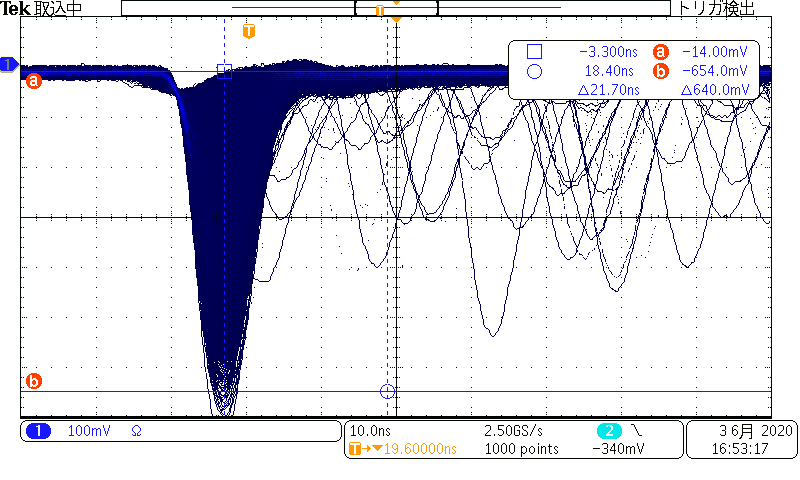 Tek 取込中 T トリガ検出
T
1
a
−3.300ns a −14.00mV
18.40ns b −654.0mV
△21.70ns △640.0mV
b
1 100mV Ω
10.0ns 2.50GS/s 2
T→▼19.60000ns 1000 points −340mV
3 6月 2020
16:53:17